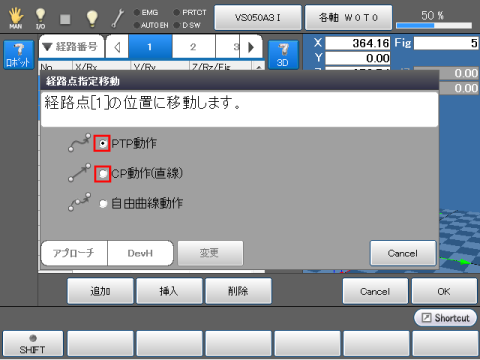 EMG PRTCT
MAN I/O AUTO EN D SW VS050A3 I 各軸 W 0 T 0 50 %
ロボット 経路番号 1 2 3 3D X 364.16 Fig 5
No. X/Rx Y/Ry Z/Rz/Fig Y 0.00
経路点指定移動 0.00
経路点[1]の位置に移動します。 0.00
PTP動作
CP動作(直線)
自由曲線動作
アプローチ DevH 変更 Cancel
追加 挿入 削除 Cancel OK
Shortcut
SHIFT